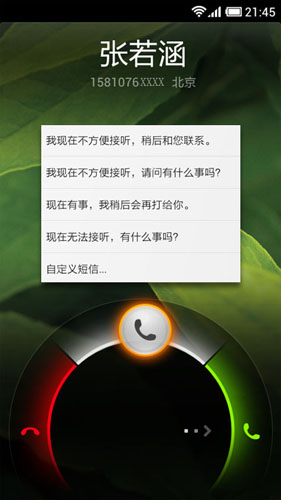 21:45
张若涵
1581076XXXX 北京
我现在不方便接听，稍后和您联系。
我现在不方便接听，请问有什么事吗?
现在有事，我稍后会再打给你。
现在无法接听，有什么事吗?
自定义短信...